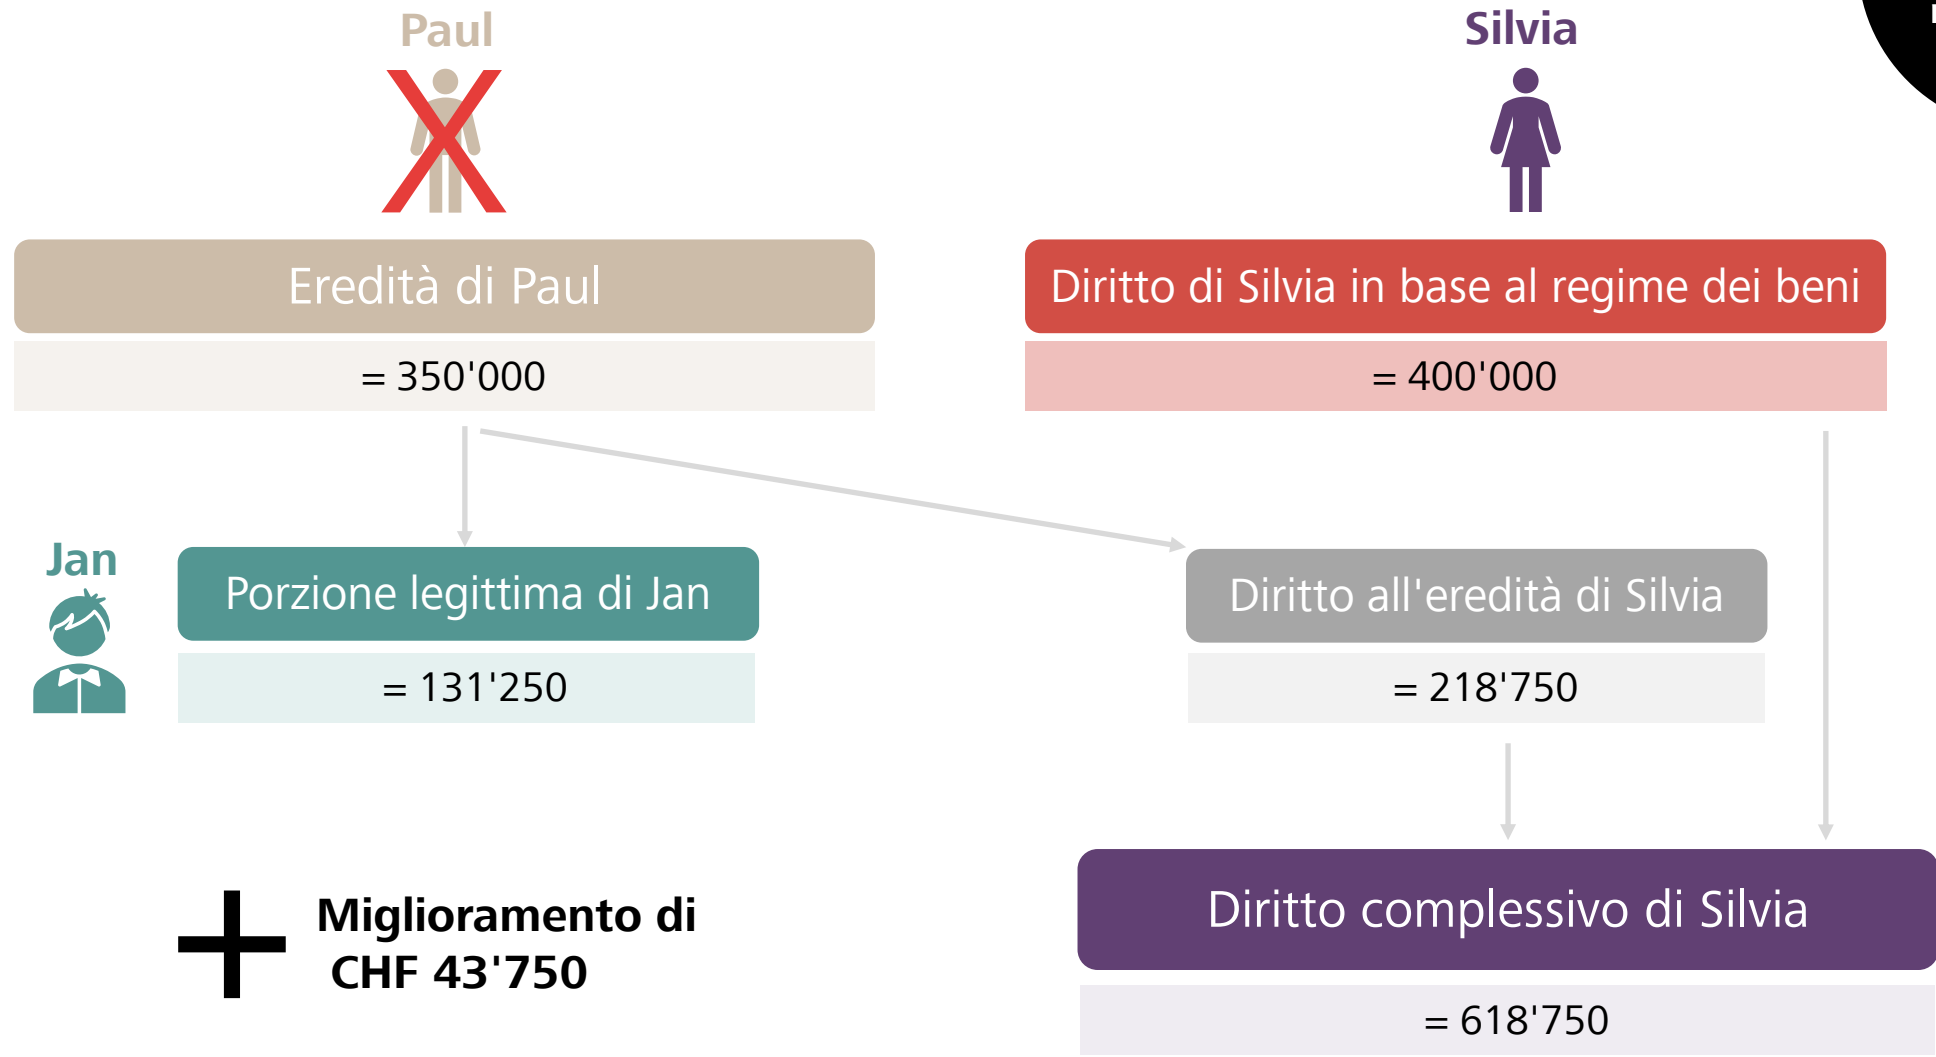 Paul
Silvia
Eredità di Paul
Diritto di Silvia in base al regime dei beni
= 350'000
= 400'000
Jan
Porzione legittima di Jan
Diritto all'eredità di Silvia
= 131'250
= 218'750
Miglioramento di
CHF 43'750
Diritto complessivo di Silvia
= 618'750